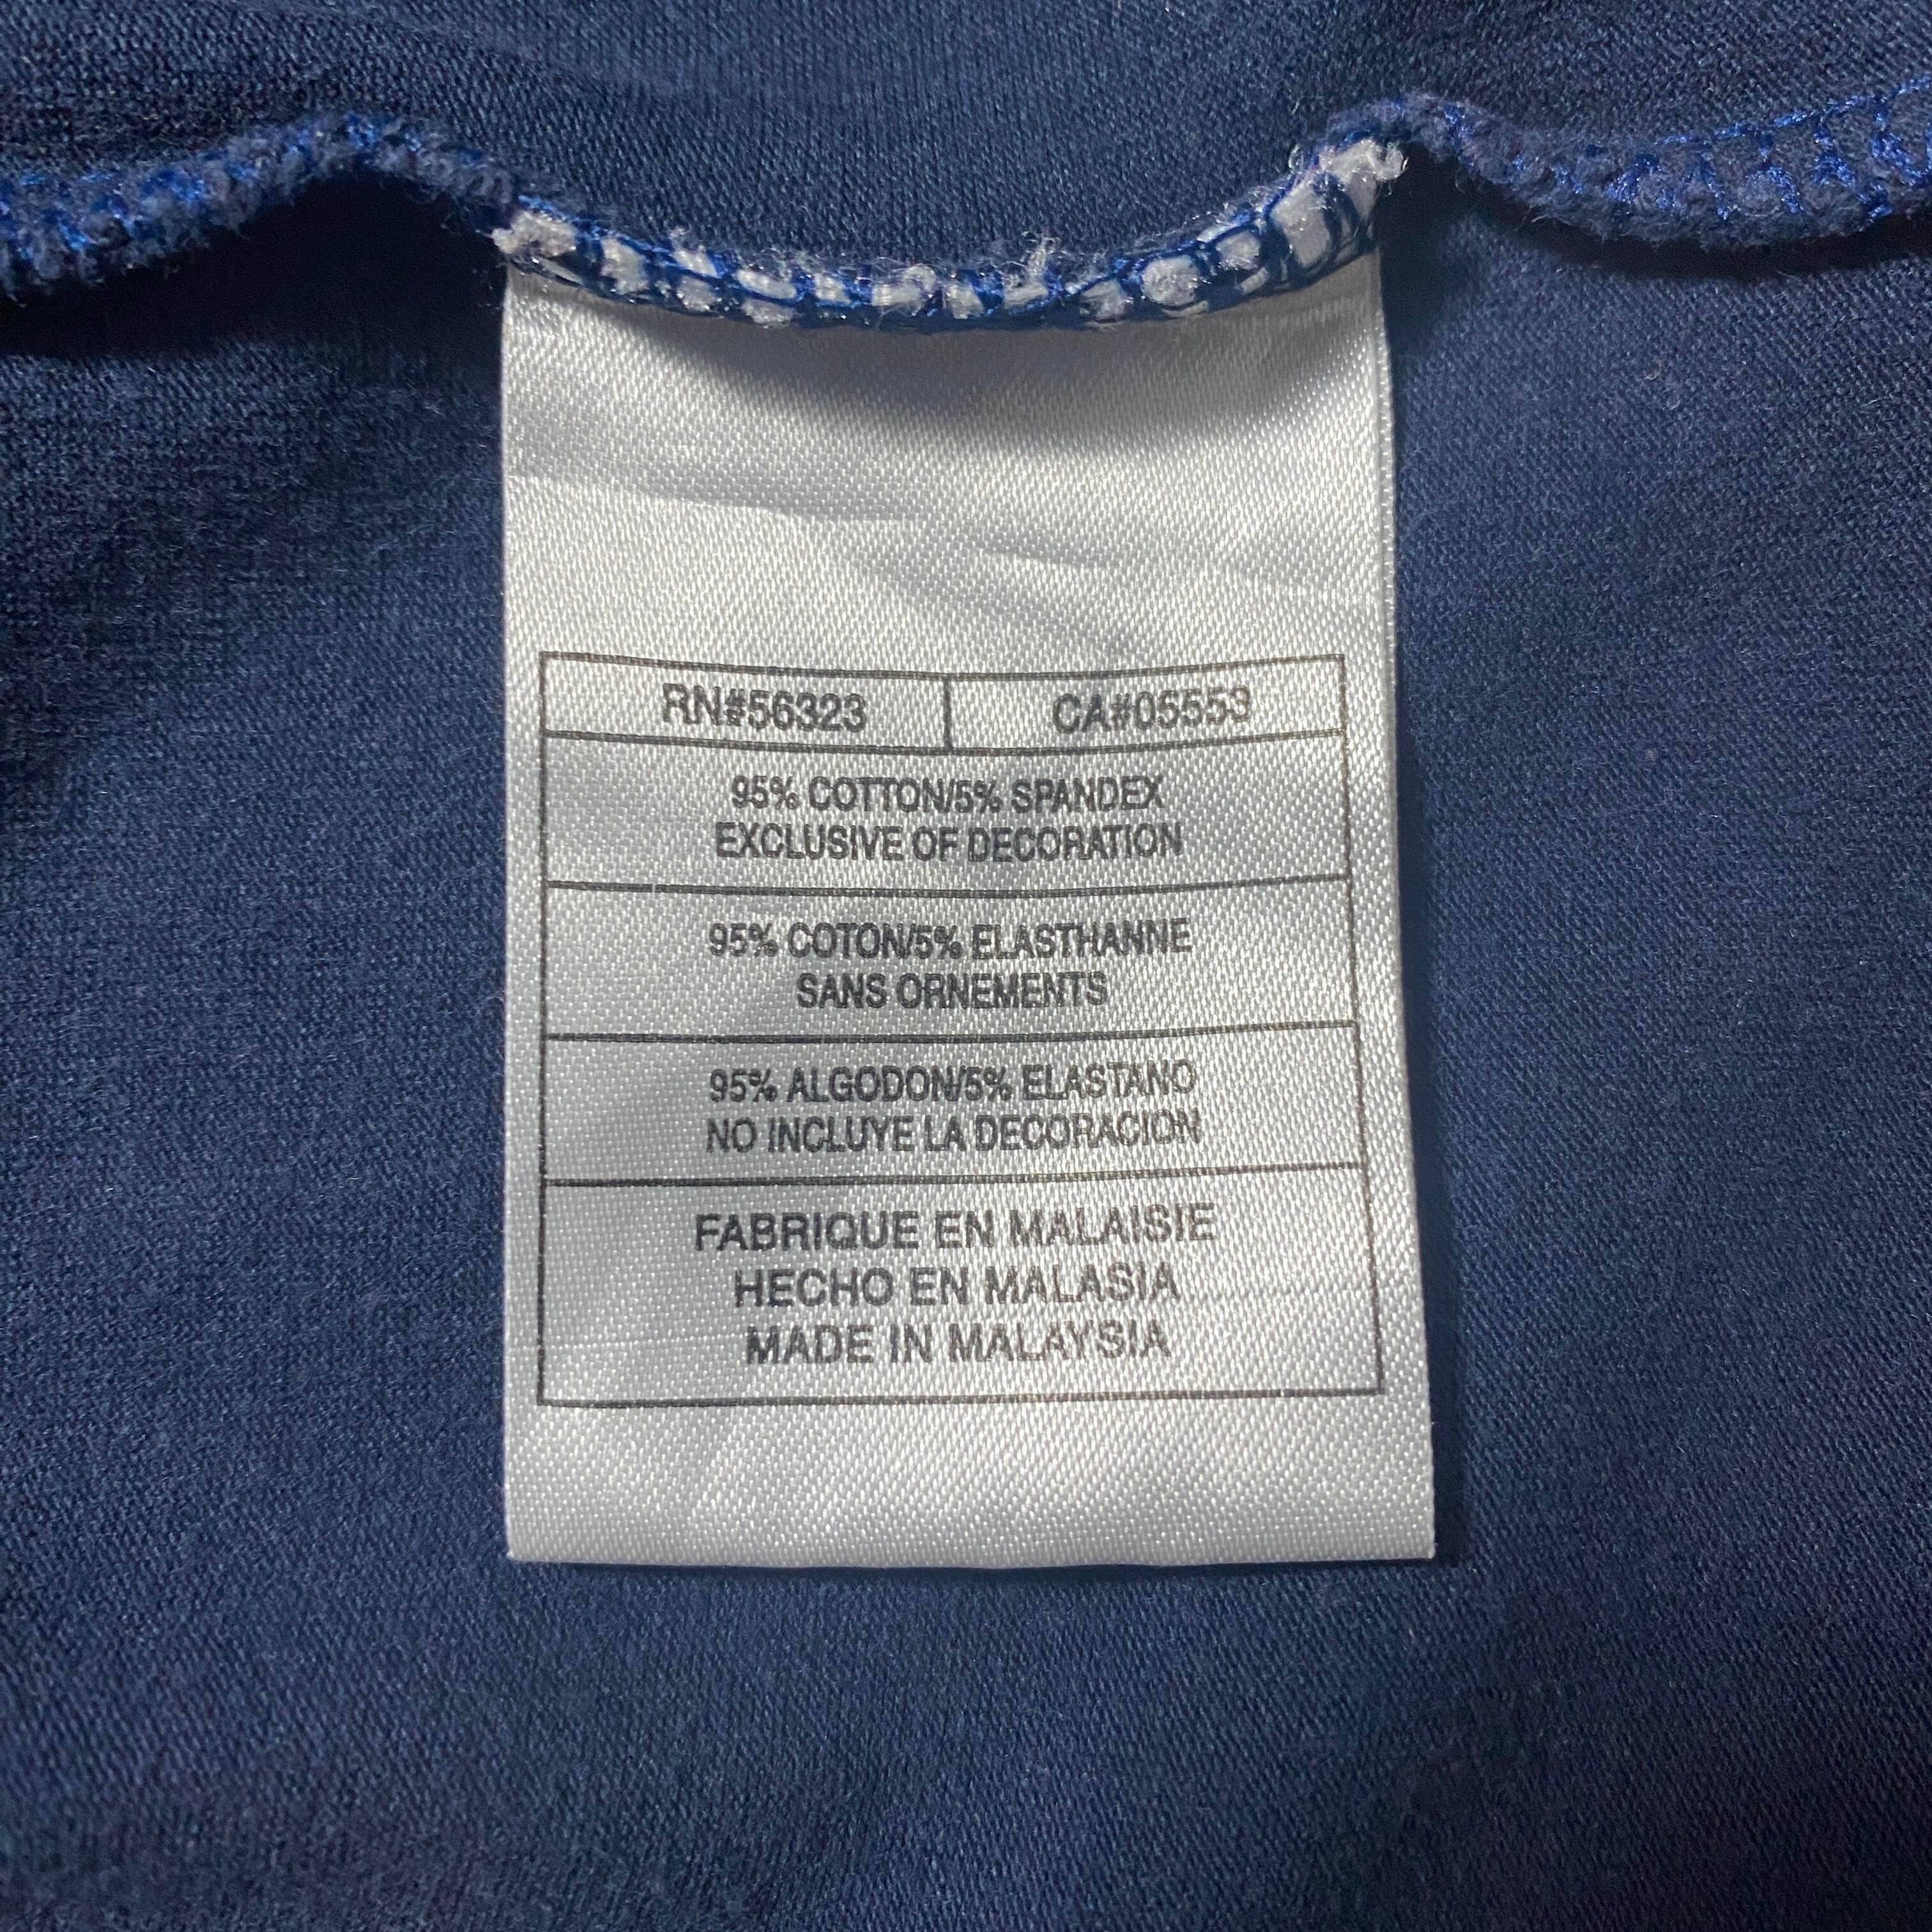 RN#56323 CA#05553
95% COTTON/5% SPANDEX
EXCLUSIVE OF DECORATION
95% COTON/5% ELASTHANNE
SANS ORNEMENTS
95% ALGODON/5% ELASTANO
NO INCLUYE LA DECORACION
FABRIQUE EN MALAISIE
HECHO EN MALASIA
MADE IN MALAYSIA